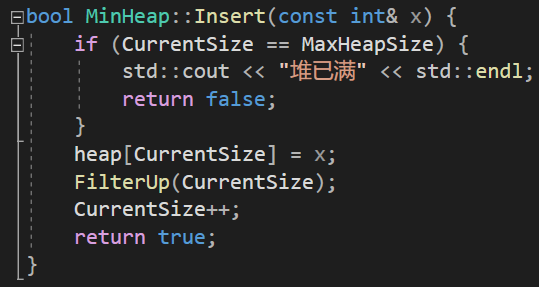 bool MinHeap::Insert(const int& x) {
    if (CurrentSize == MaxHeapSize) {
        std::cout << "堆已满" << std::endl;
        return false;
    }
    heap[CurrentSize] = x;
    FilterUp(CurrentSize);
    CurrentSize++;
    return true;
}